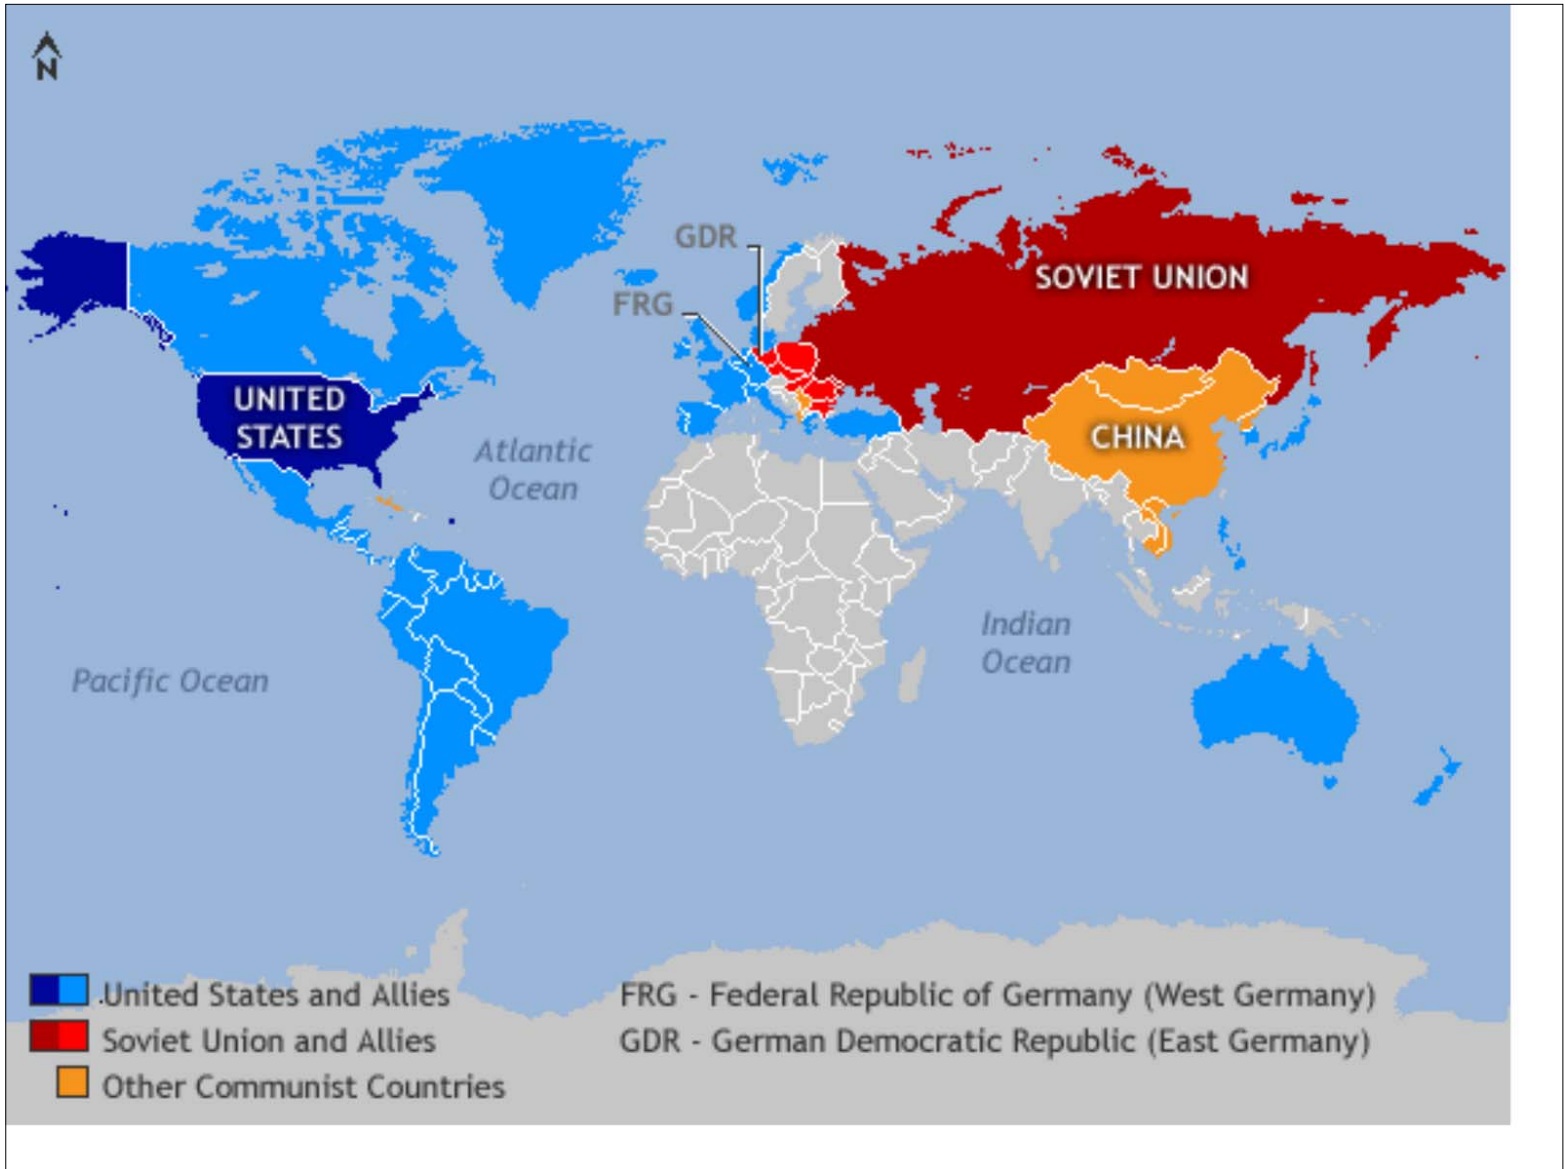 N
GDR
FRG
SOVIET UNION
UNITED
STATES
CHINA
Atlantic
Ocean
Indian
Ocean
Pacific Ocean
.United States and Allies
Soviet Union and Allies
Other Communist Countries
FRG - Federal Republic of Germany (West Germany)
GDR - German Democratic Republic (East Germany)